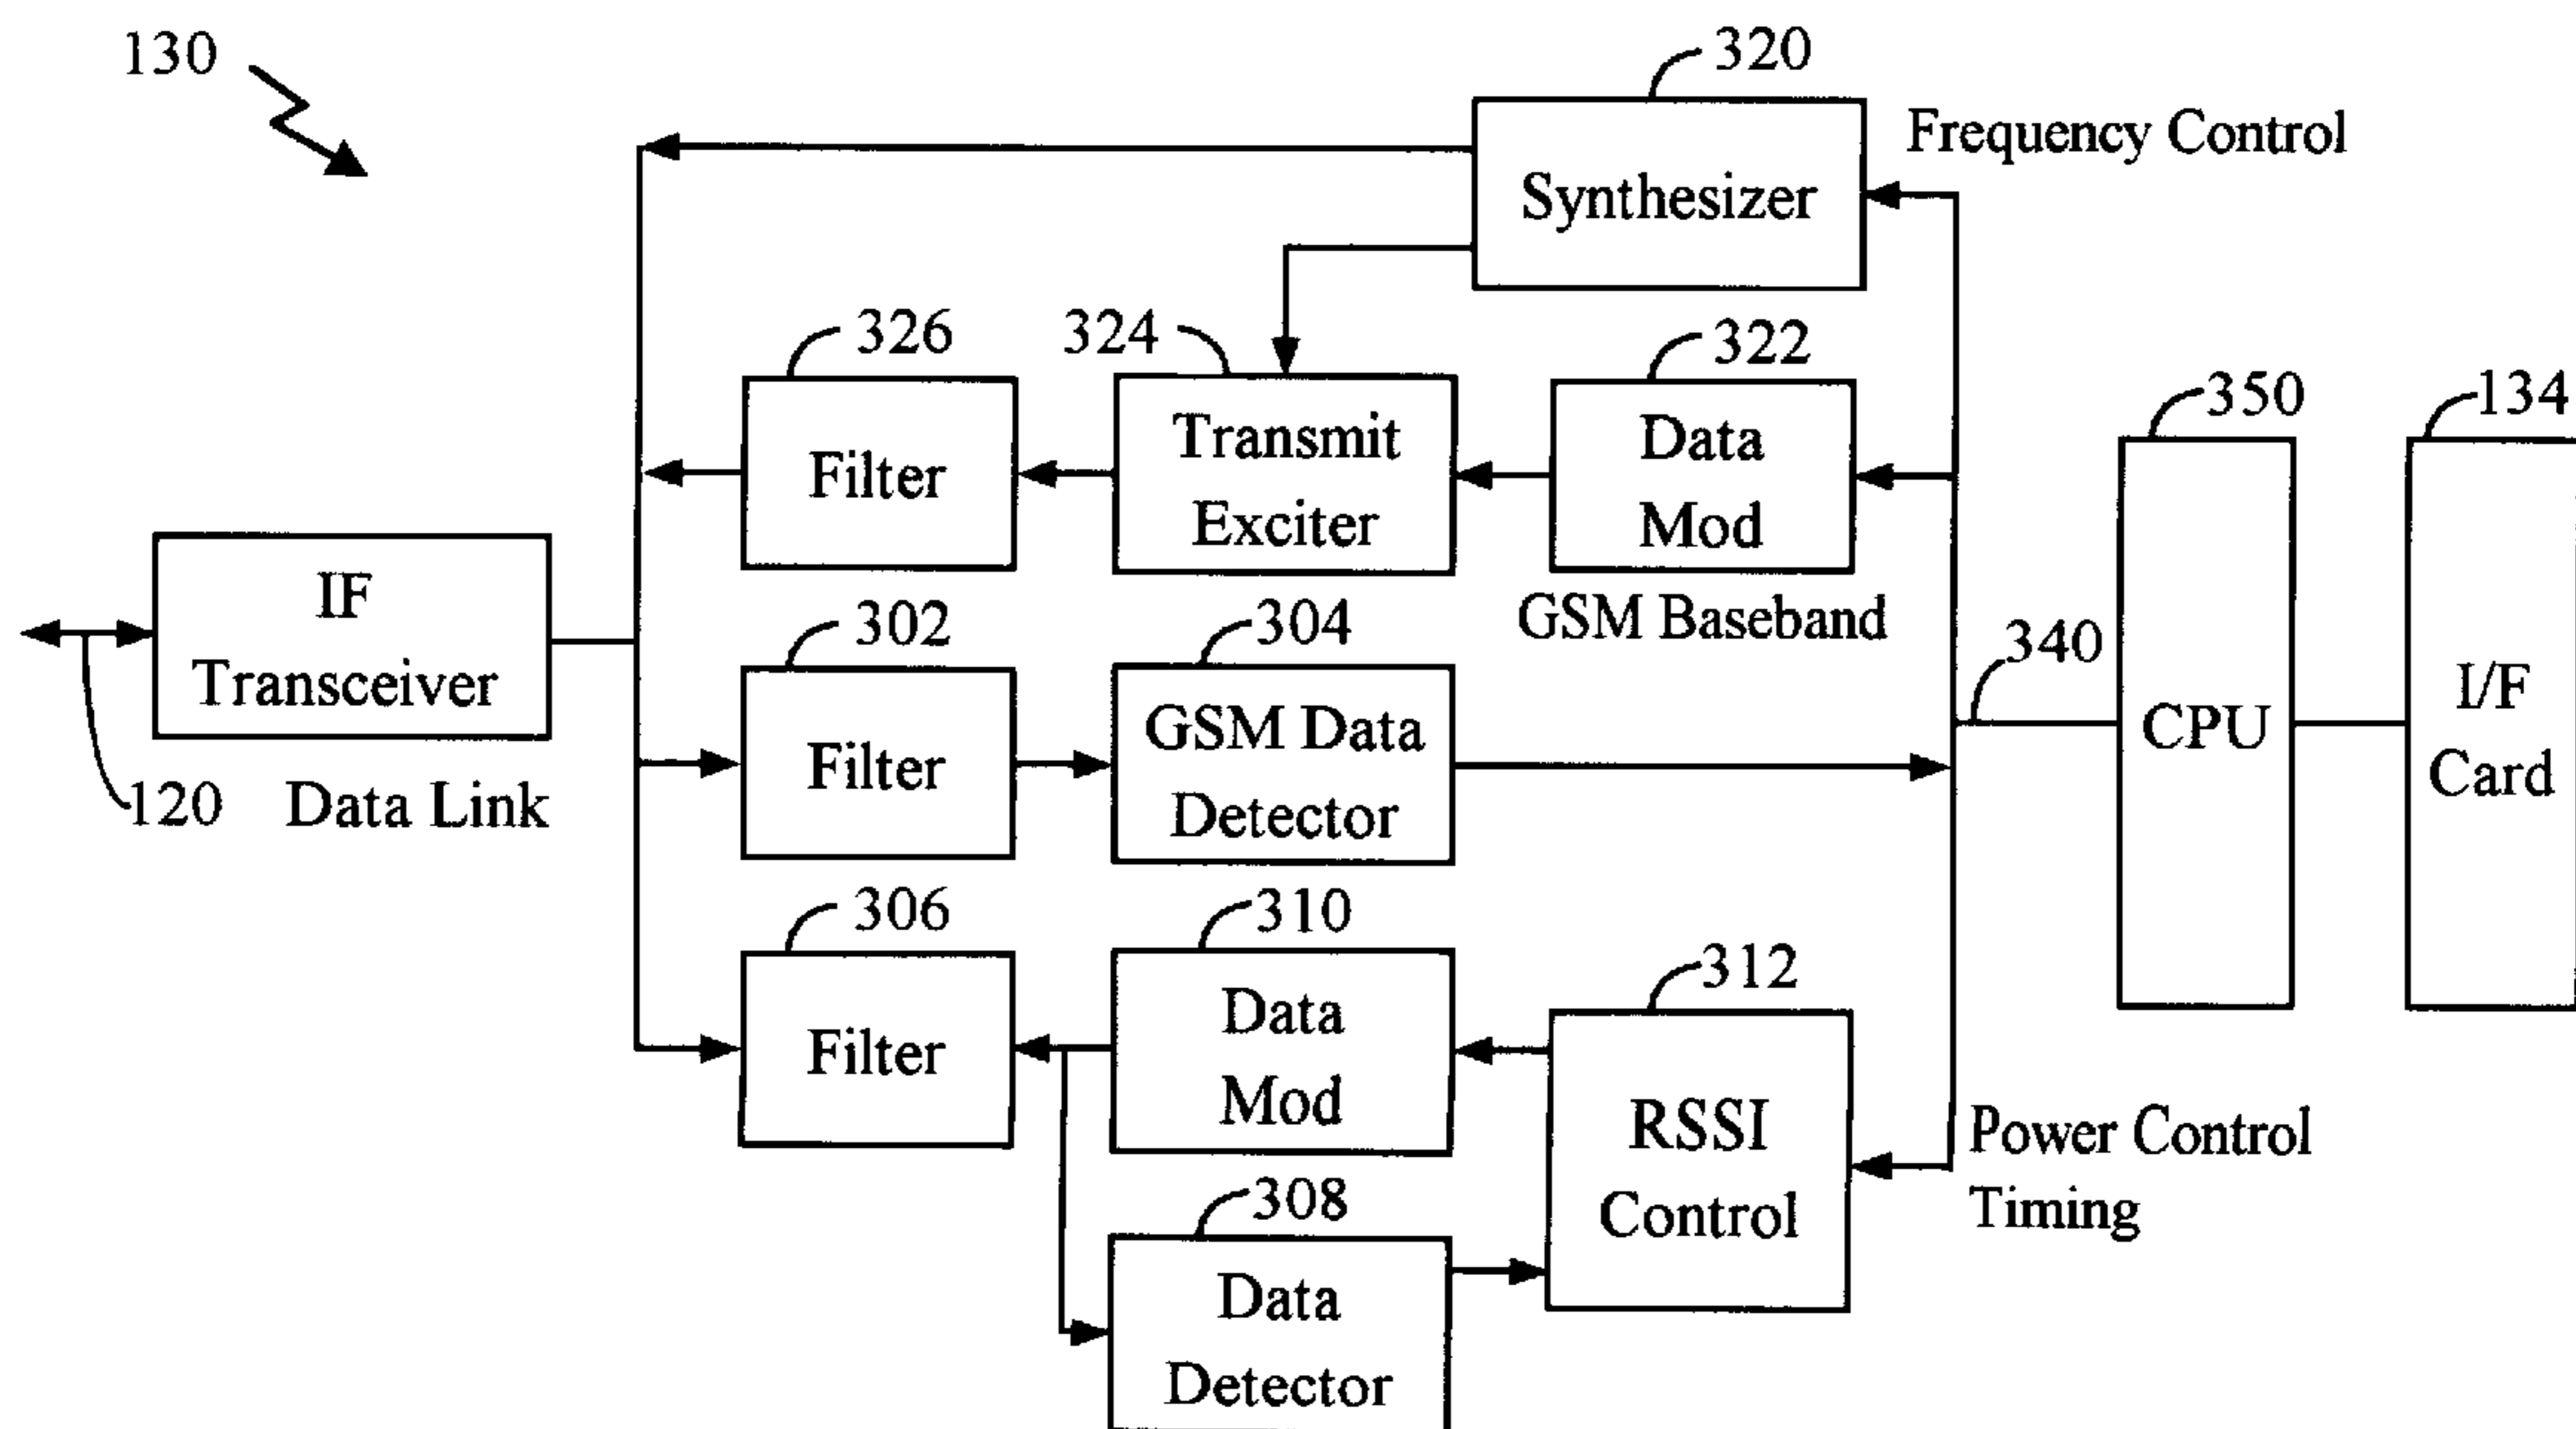 130
320
Frequency Control
Synthesizer
326
324
322
350
134
Filter
Transmit
Exciter
Data
Mod
IF
Transceiver
302
304
GSM Baseband
340
120
Data Link
Filter
GSM Data
Detector
CPU
I/F
Card
306
310
312
Filter
Data
Mod
RSSI
Control
Power Control
Timing
308
Data
Detector